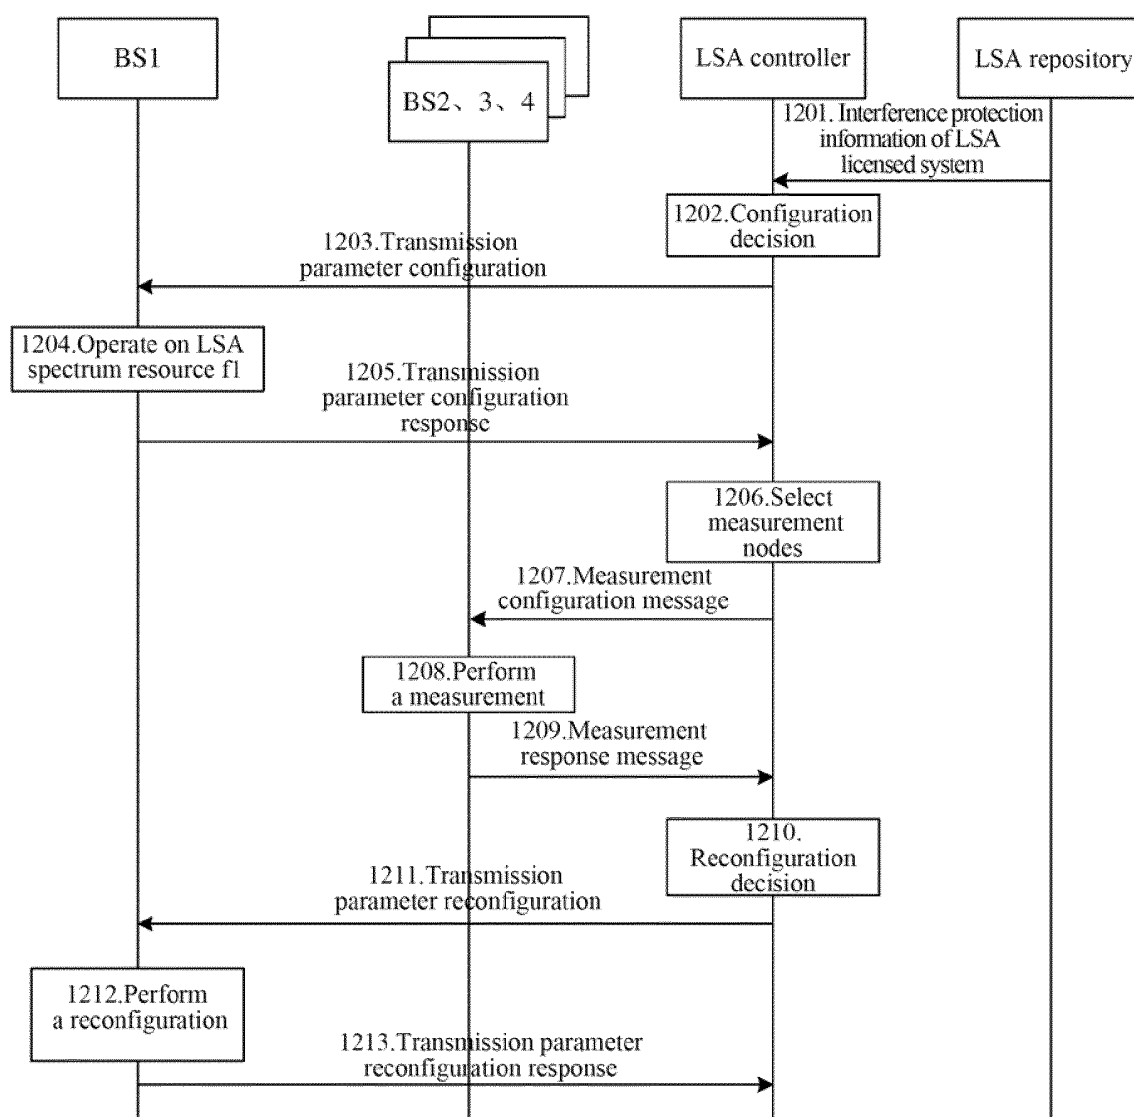 BS1
BS2、3、4
LSA controller
LSA repository
1201. Interference protection
information of LSA
licensed system
1202.Configuration
decision
1203.Transmission
parameter configuration
1204.Operate on LSA
spectrum resource f1
1205.Transmission
parameter configuration
response
1206.Select
measurement
nodes
1207.Measurement
configuration message
1208.Perform
a measurement
1209.Measurement
response message
1210.
Reconfiguration
decision
1211.Transmission
parameter reconfiguration
1212.Perform
a reconfiguration
1213.Transmission parameter
reconfiguration response